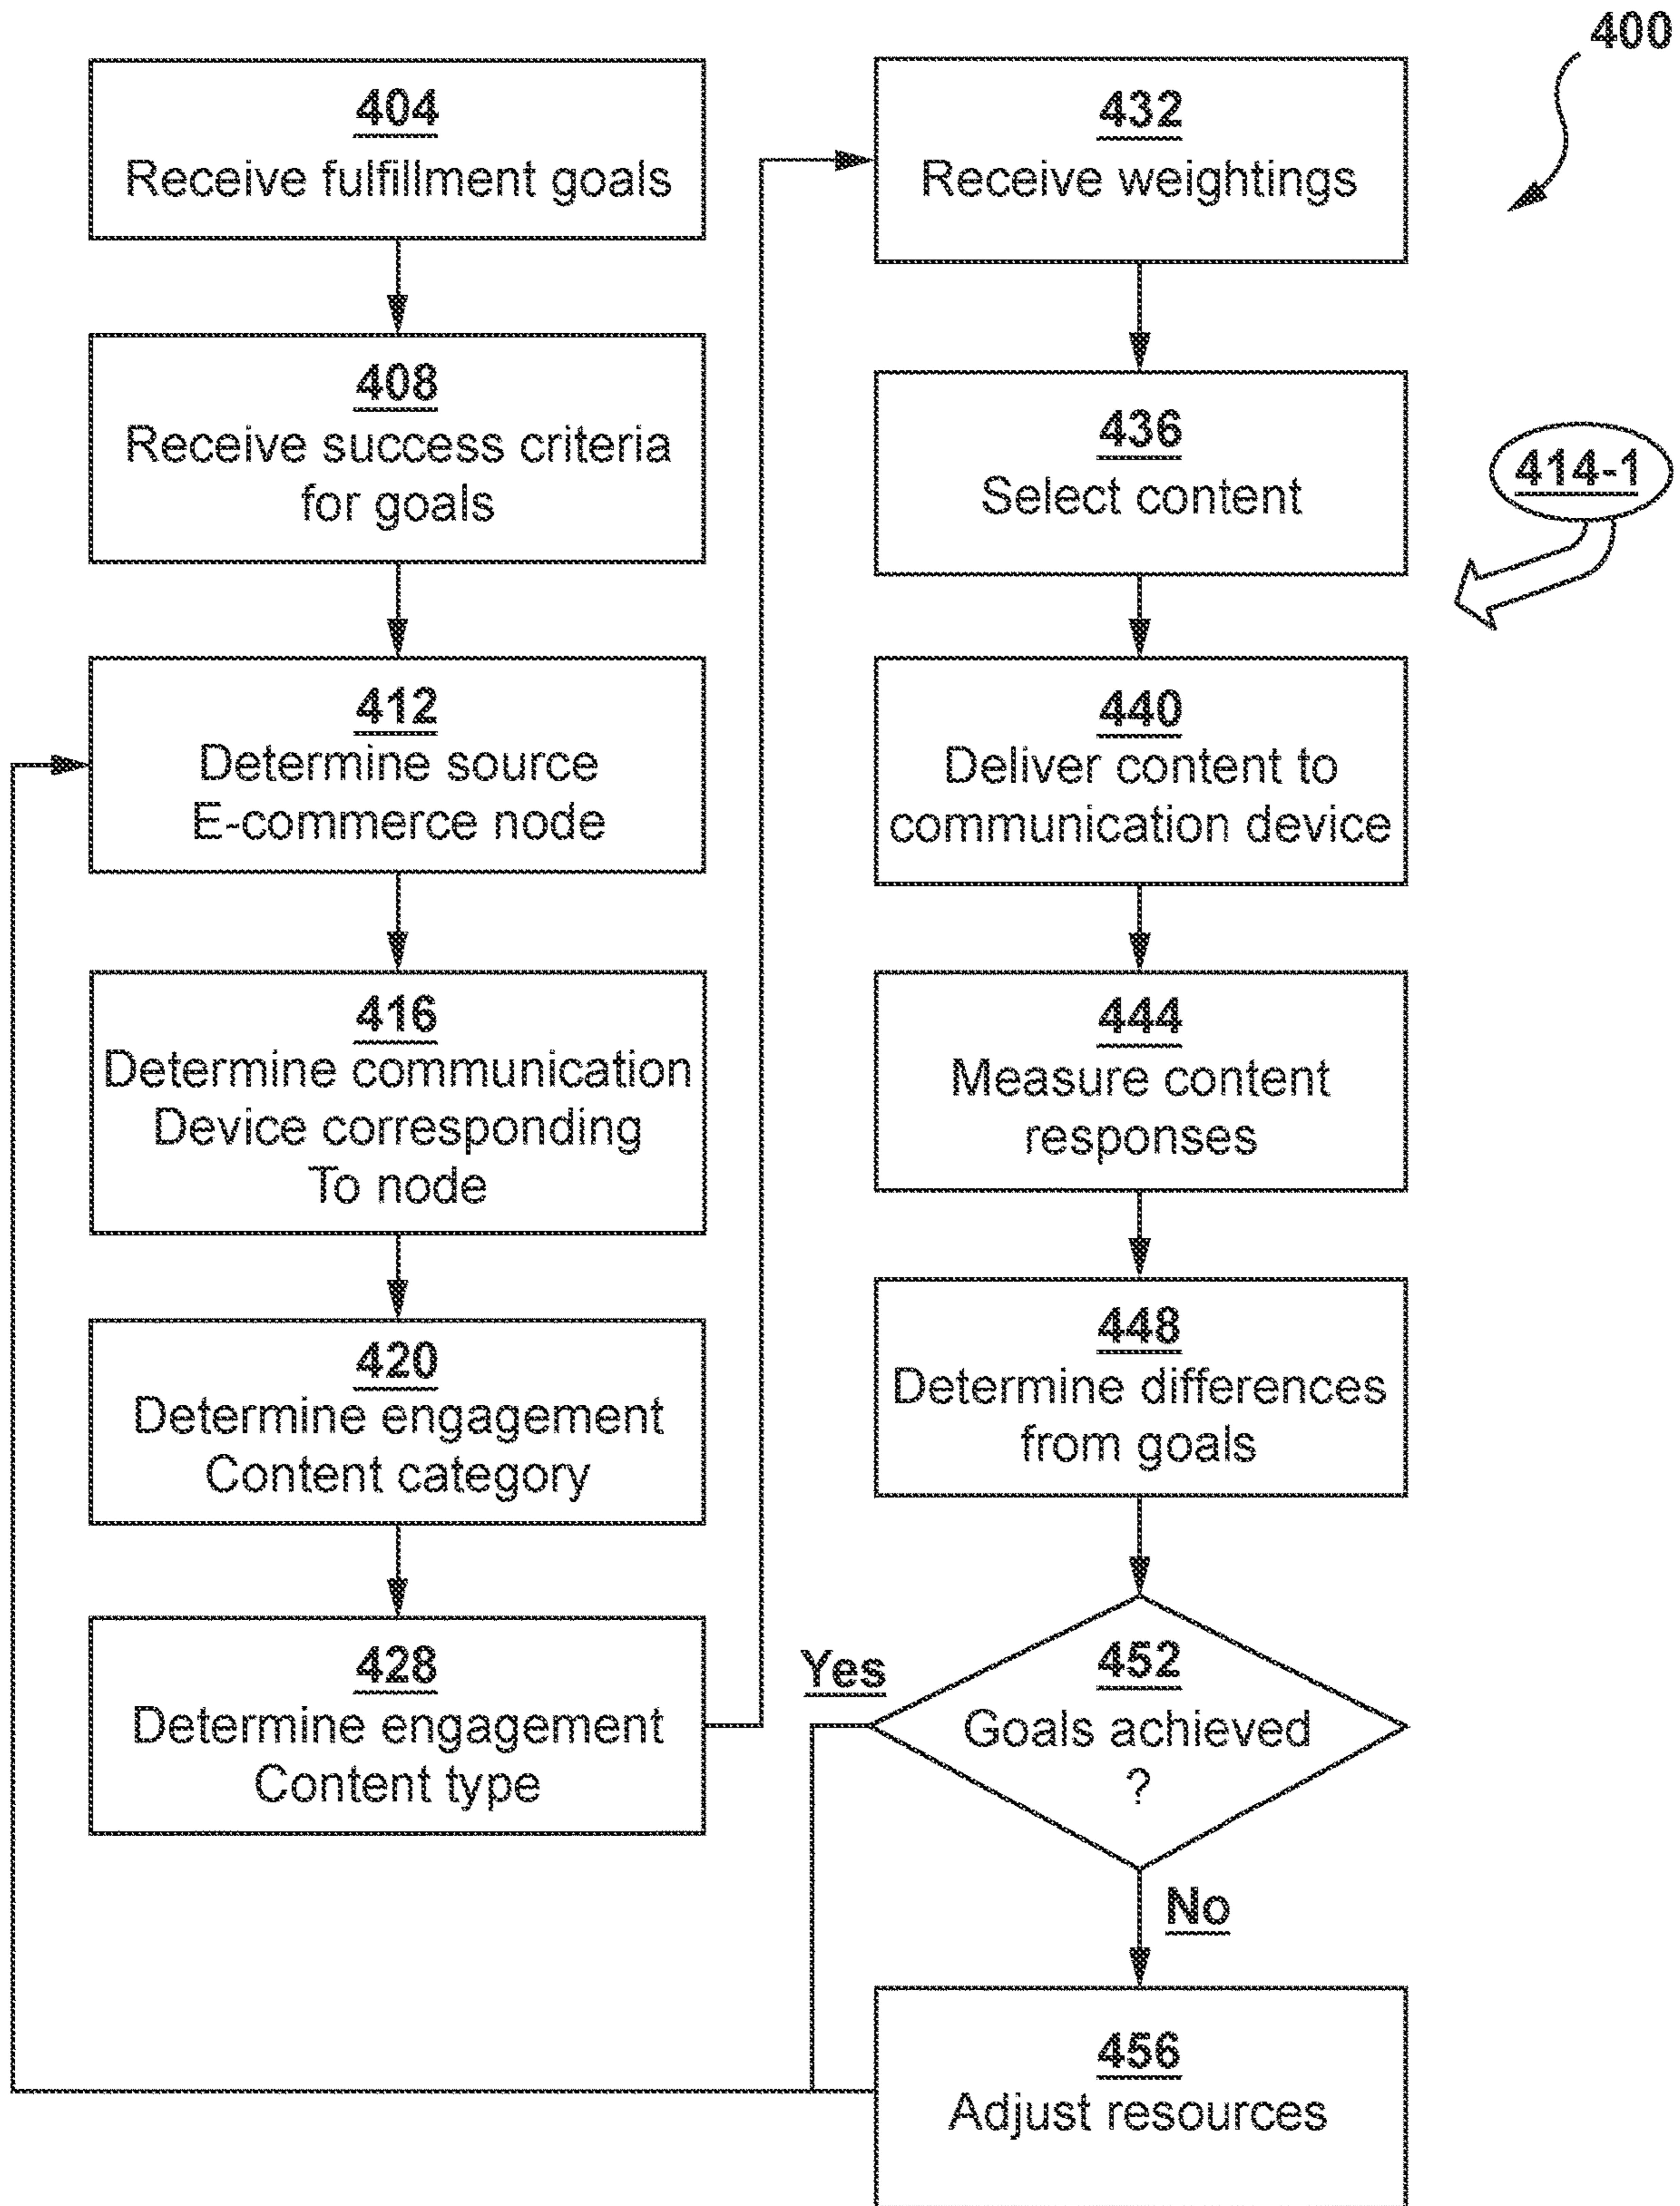 400
404
Receive fulfillment goals
408
Receive success criteria
for goals
412
Determine source
E-commerce node
416
Determine communication
Device corresponding
To node
420
Determine engagement
Content category
428
Determine engagement
Content type
432
Receive weightings
436
Select content
414-1
440
Deliver content to
communication device
444
Measure content
responses
448
Determine differences
from goals
Yes
452
Goals achieved
?
No
456
Adjust resources